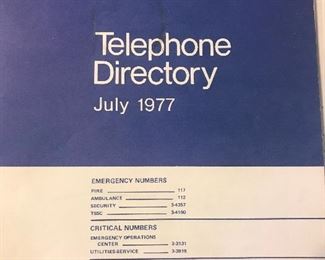 Telephone
Directory
July 1977
EMERGENCY NUMBERS
FIRE 117
AMBULANCE 112
SECURITY 3-4357
TSSC 3-4190
CRITICAL NUMBERS
EMERGENCY OPERATIONS
CENTER 3-3131
UTILITIES-SERVICE 3-3919